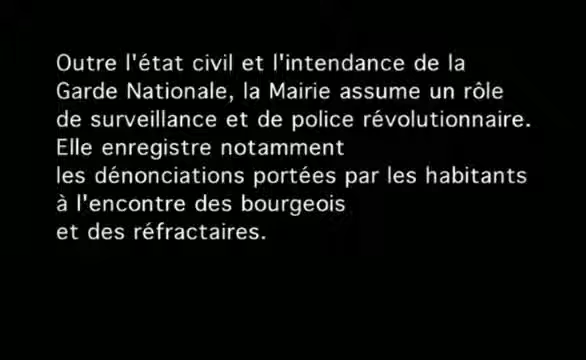 Outre l'état civil et l'intendance de la
Garde Nationale, la Mairie assume un rôle
de surveillance et de police révolutionnaire.
Elle enregistre notamment
les dénonciations portées par les habitants
à l'encontre des bourgeois
et des réfractaires.